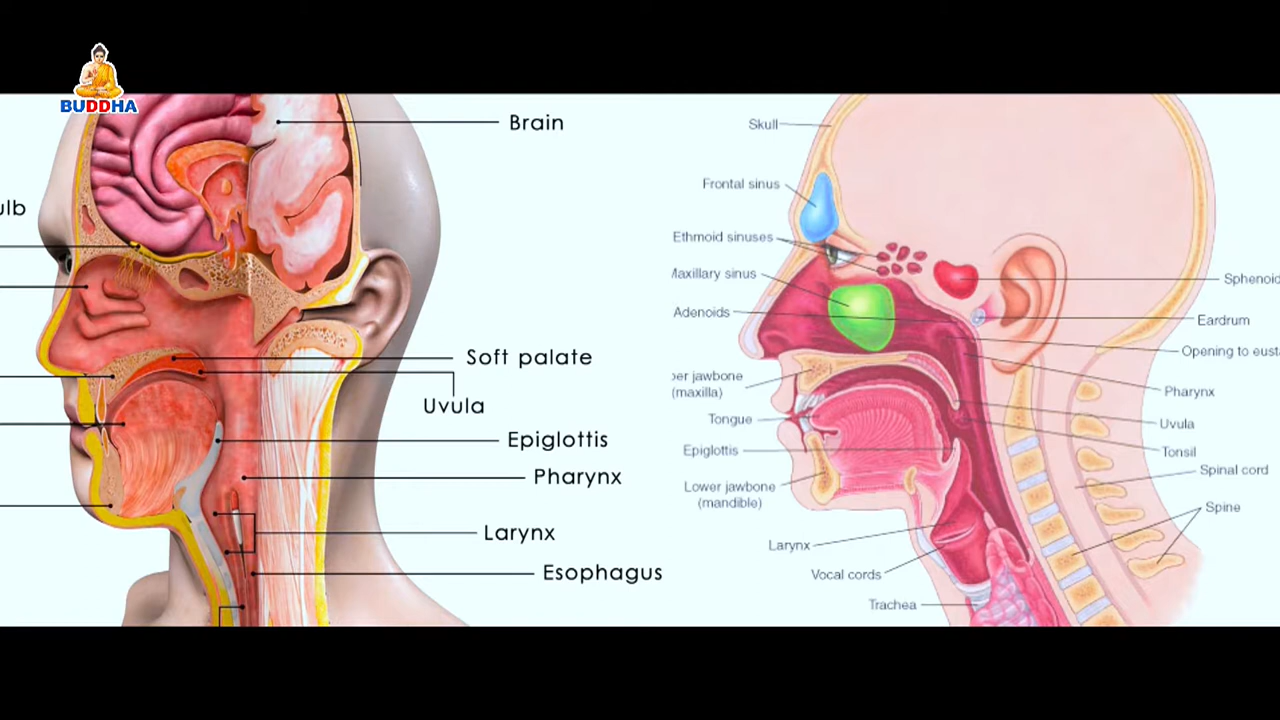 BUDDHA
ulb
Brain
Soft palate
Uvula
Epiglottis
Pharynx
Larynx
Esophagus
Skull
Frontal sinus
Ethmoid sinuses
Maxillary sinus
Adenoids
per jawbone
(maxilla)
Tongue
Epiglottis
Lower jawbone
(mandible)
Larynx
Vocal cords
Trachea
Sphenoid
Eardrum
Opening to eusta
Pharynx
Uvula
Tonsil
Spinal cord
Spine